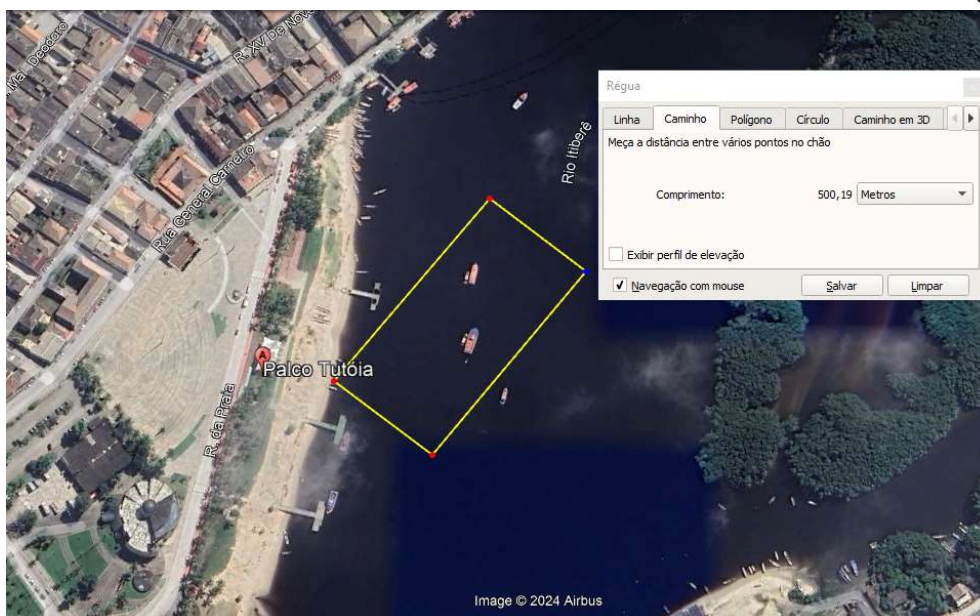 R. XV De Nov
Mal. Deodoro
Rua General Carneiro
Rio Itiberê
Palco Tutóia
A
R. da Praia
Régua
Linha Caminho Polígono Círculo Caminho em 3D
Meça a distância entre vários pontos no chão
Comprimento: 500,19 Metros
Exibir perfil de elevação
Navegação com mouse Salvar Limpar
Image © 2024 Airbus